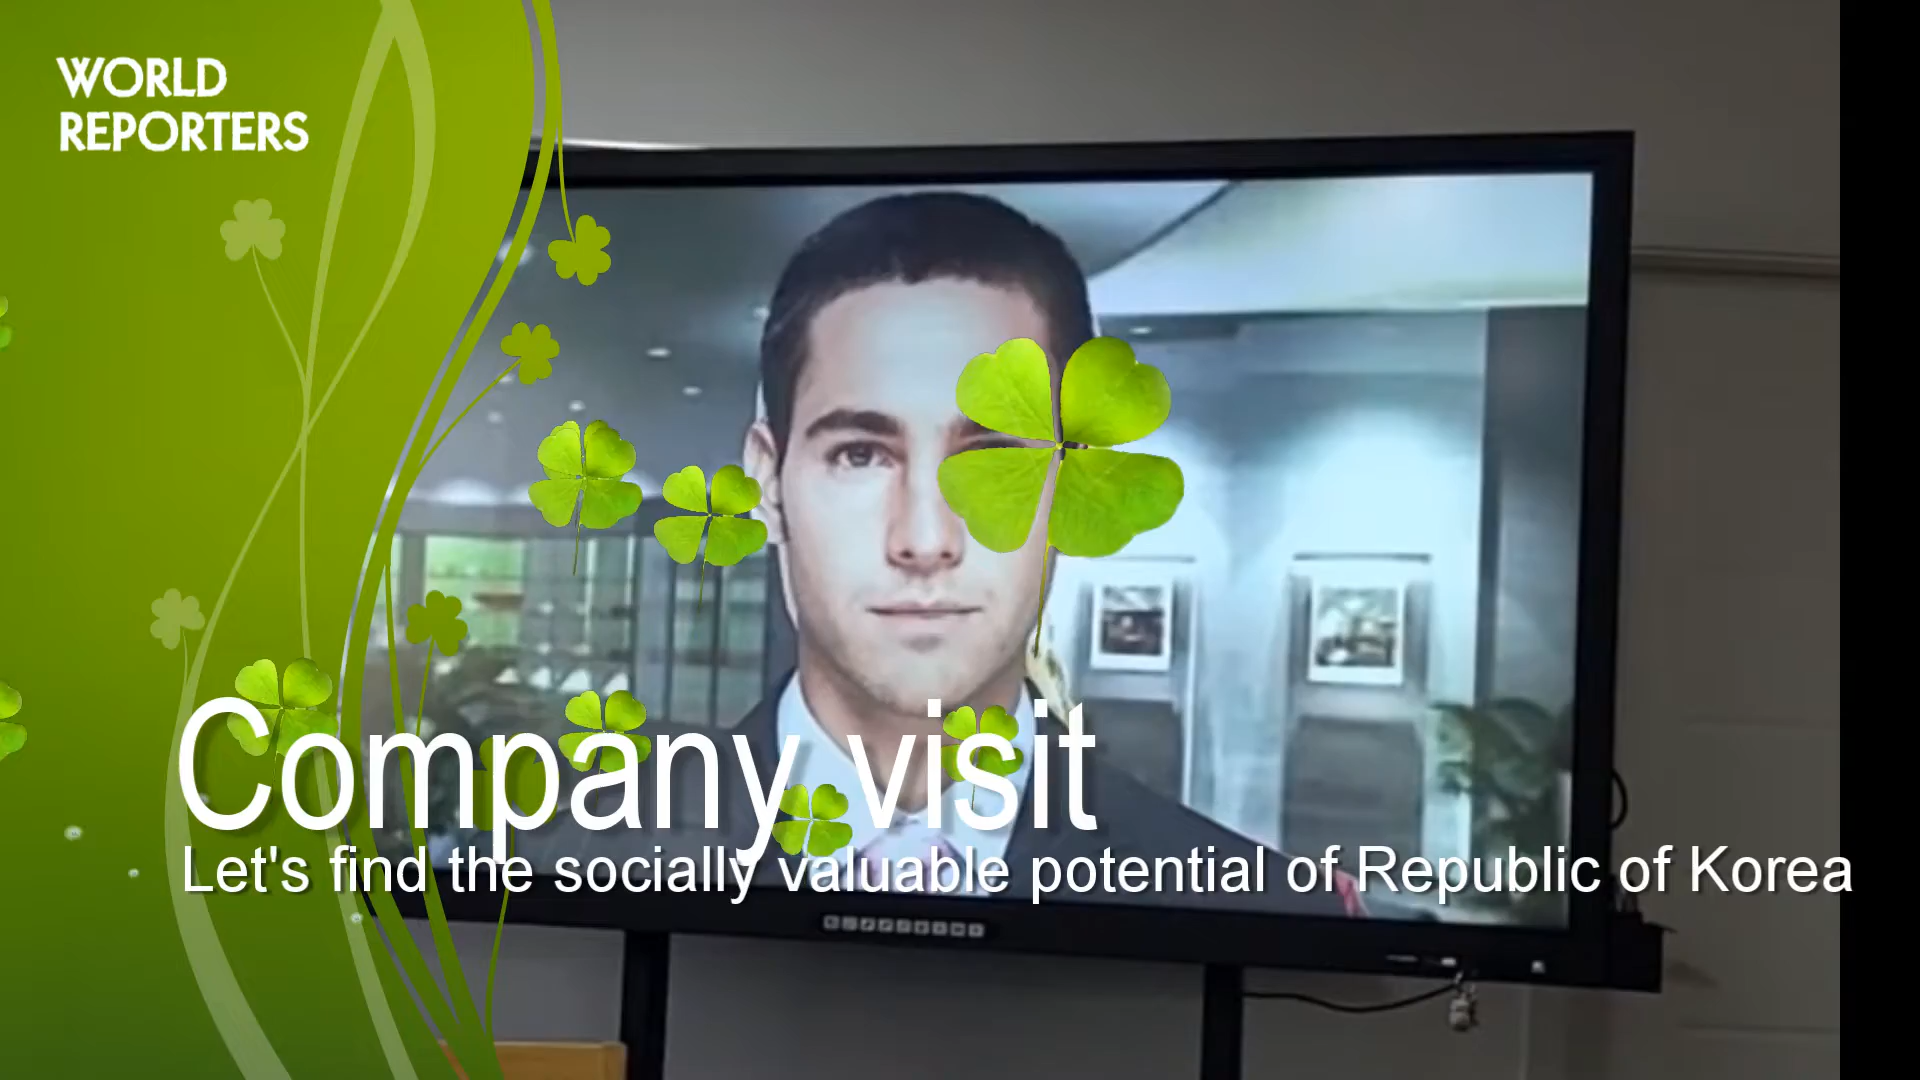 WORLD
REPORTERS
Company visit
Let's find the socially valuable potential of Republic of Korea